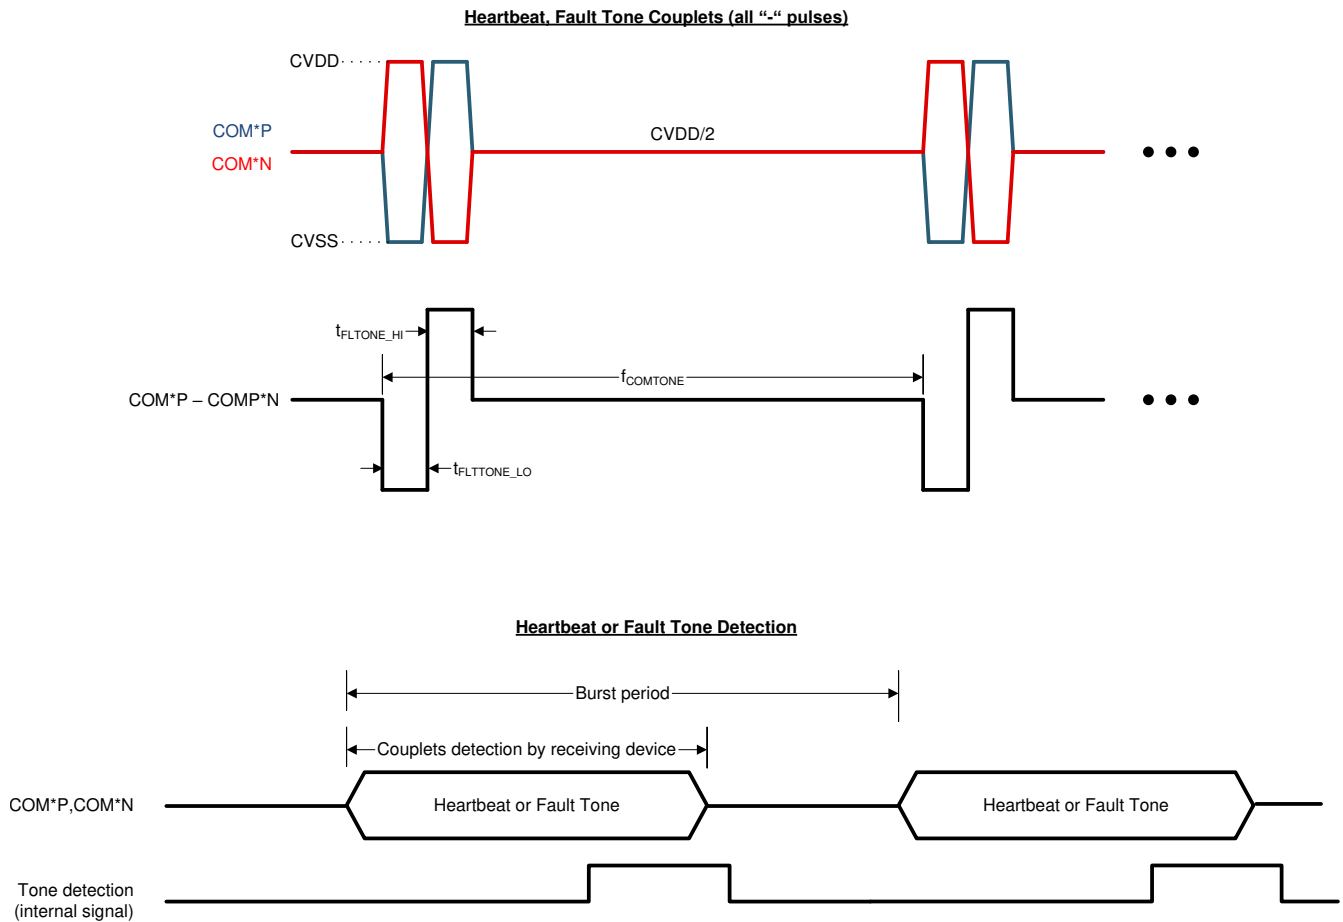 Heartbeat, Fault Tone Couplets (all “-“ pulses)
CVDD
COM*P
COM*N
CVDD/2
CVSS
tFLTONE_HI
fCOMTONE
COM*P – COMP*N
tFLTTONE_LO
Heartbeat or Fault Tone Detection
Burst period
Couplets detection by receiving device
COM*P,COM*N
Heartbeat or Fault Tone
Heartbeat or Fault Tone
Tone detection
(internal signal)